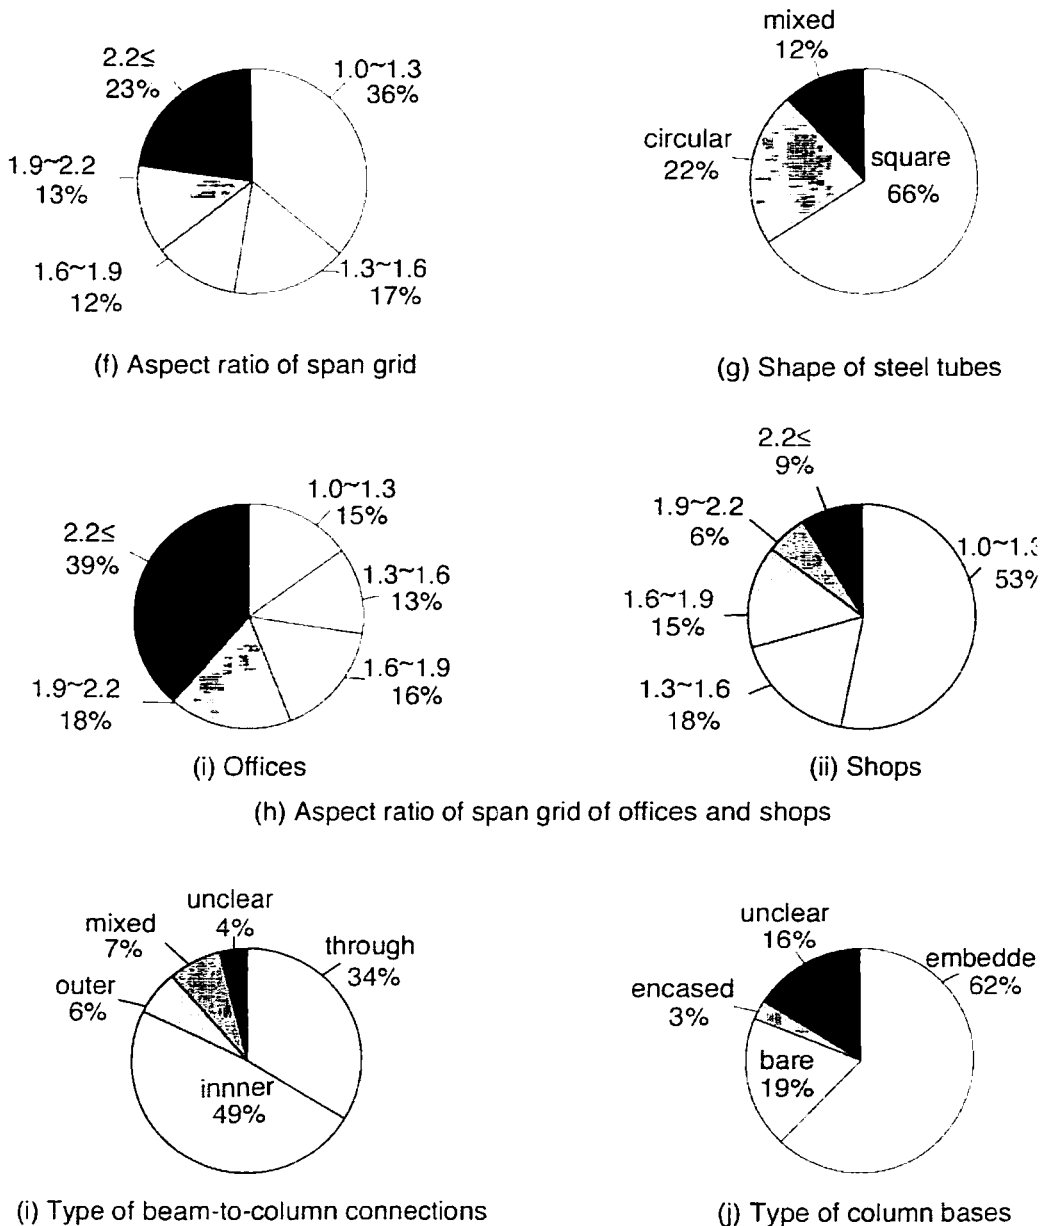 2.2≤
23%
1.0~1.3
36%
1.9~2.2
13%
1.6~1.9
12%
1.3~1.6
17%
(f) Aspect ratio of span grid
mixed
12%
circular
22%
square
66%
(g) Shape of steel tubes
2.2≤
39%
1.0~1.3
15%
1.3~1.6
13%
1.6~1.9
16%
1.9~2.2
18%
(i) Offices
2.2≤
9%
1.9~2.2
6%
1.0~1.3
53%
1.6~1.9
15%
1.3~1.6
18%
(ii) Shops
(h) Aspect ratio of span grid of offices and shops
unclear
4%
mixed
7%
through
34%
outer
6%
innner
49%
(i) Type of beam-to-column connections
unclear
16%
embedde
62%
encased
3%
bare
19%
(j) Type of column bases